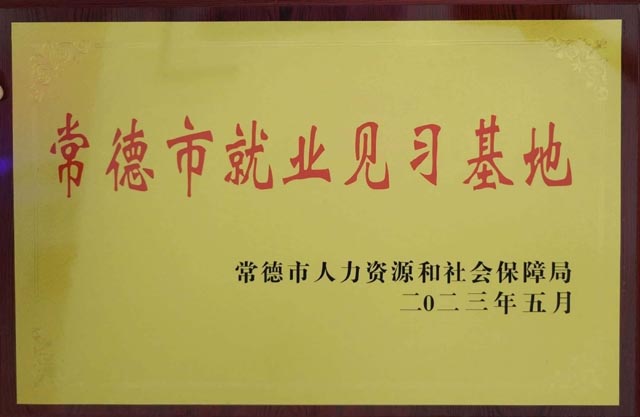 常德市就业见习基地
常德市人力资源和社会保障局
二0二三年五月